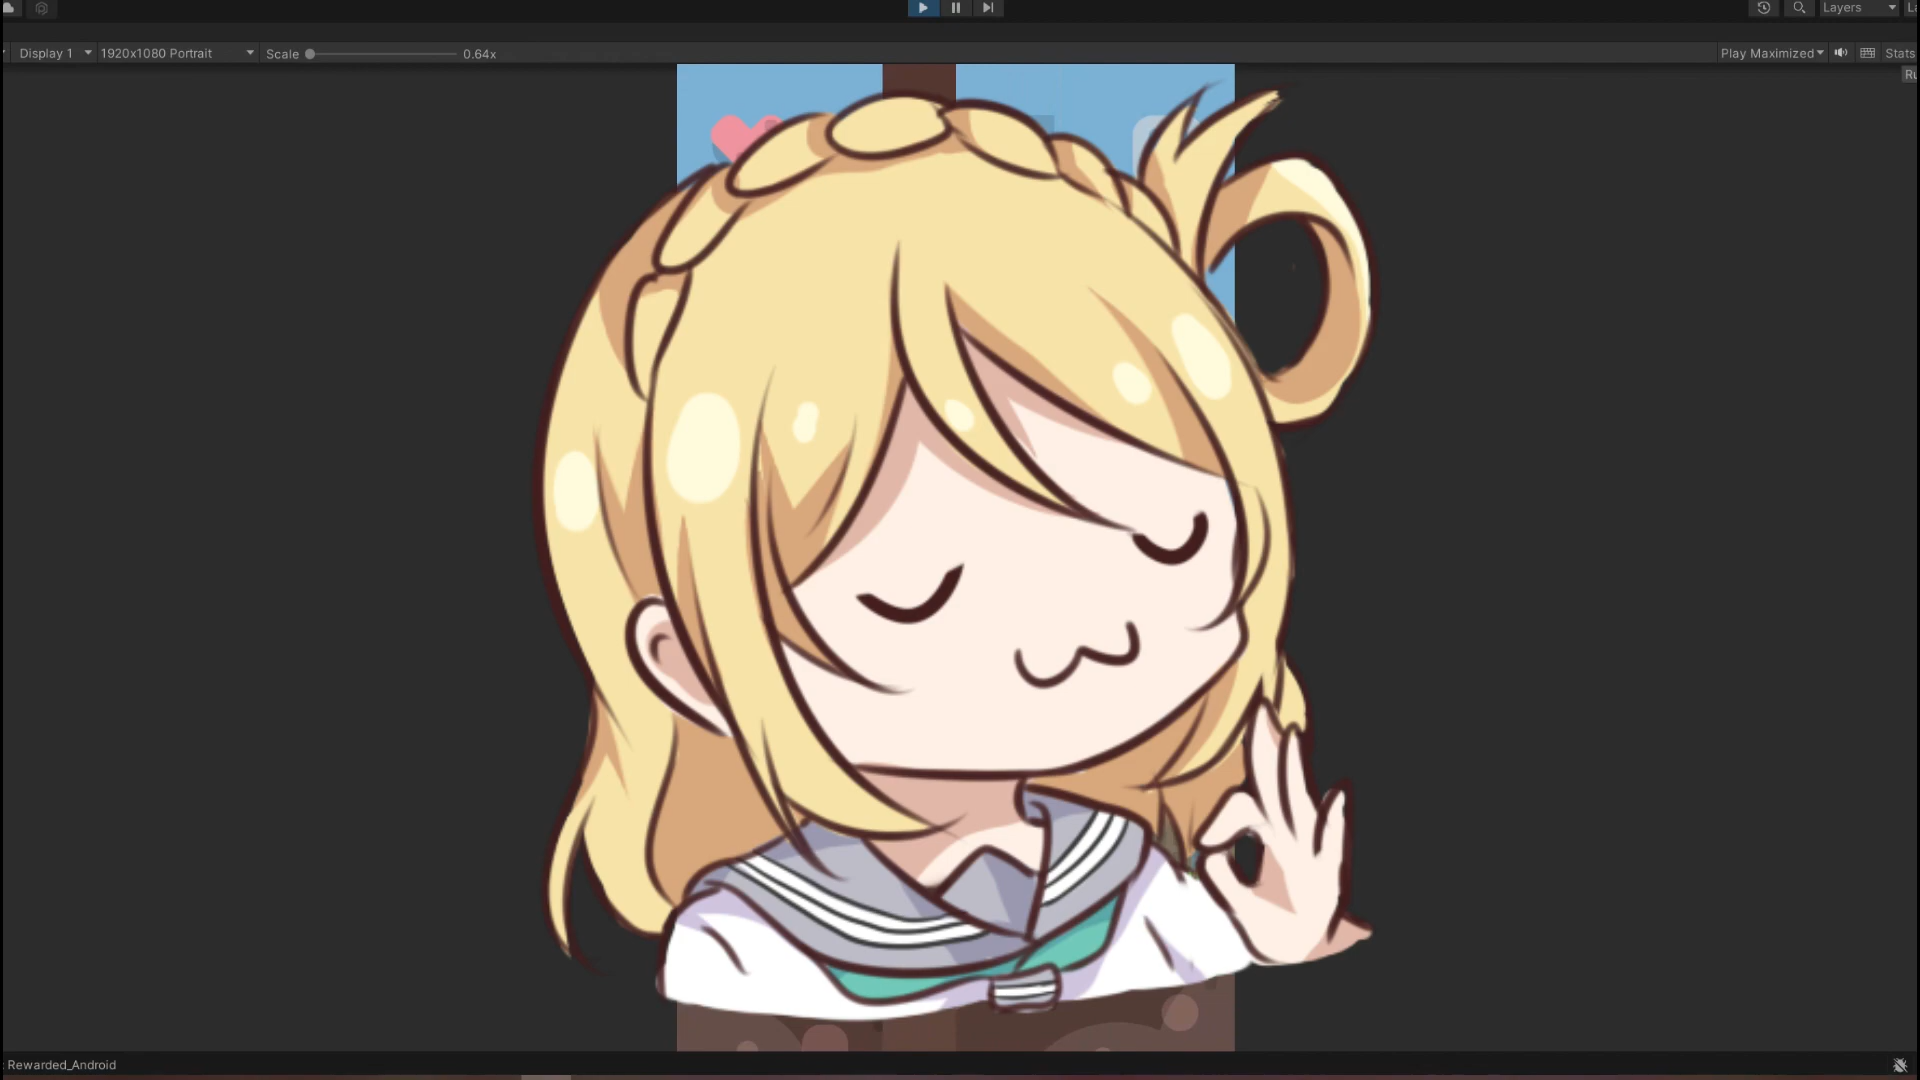 Layers
Display 1 1920x1080 Portrait Scale 0.64x Play Maximized Stats
Rewarded_Android